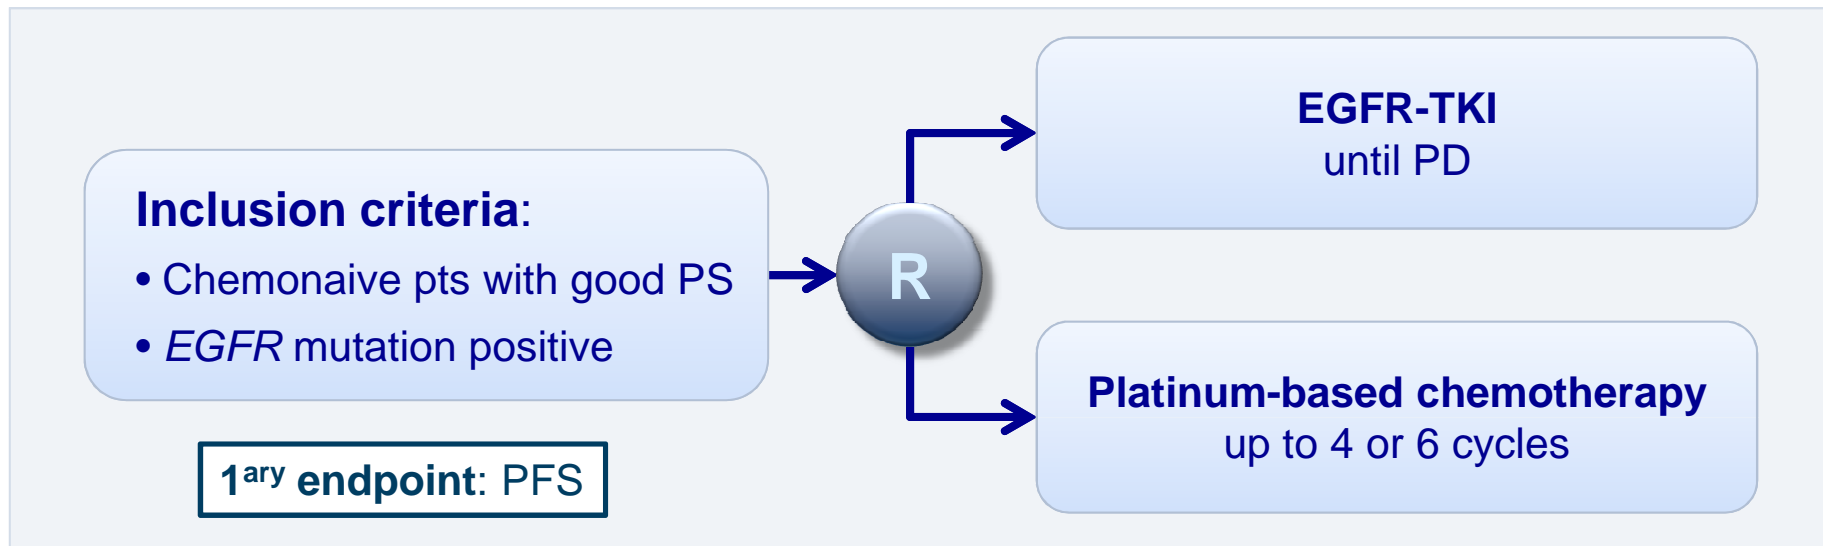 Inclusion criteria:
• Chemonaive pts with good PS
• EGFR mutation positive
1ary endpoint: PFS
R
EGFR-TKI
until PD
Platinum-based chemotherapy
up to 4 or 6 cycles